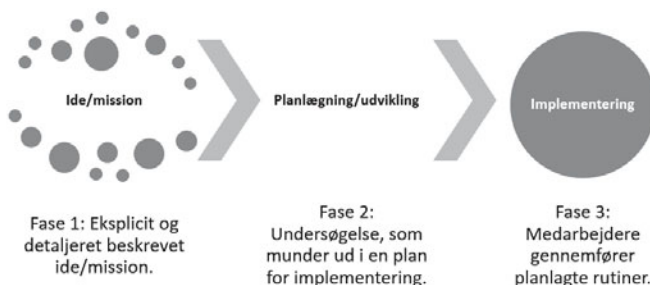 Ide/mission
Planlægning/udvikling
Implementering
Fase 1: Eksplicit og
detaljeret beskrevet
ide/mission.
Fase 2:
Undersøgelse, som
munder ud i en plan
for implementering.
Fase 3:
Medarbejdere
gennemfører
planlagte rutiner.